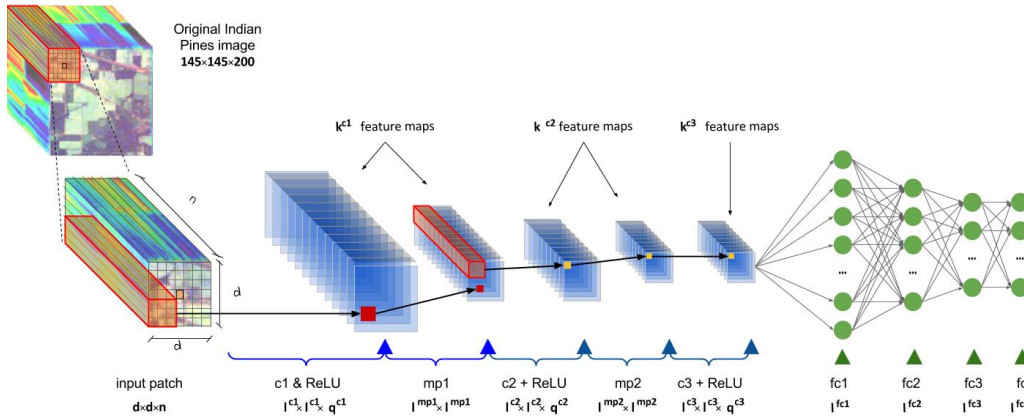 Original Indian
Pines image
145×145×200
k^c1 feature maps
k^c2 feature maps
k^c3 feature maps
n
d
d
...
...
...
...
c1 & ReLU
mp1
c2 + ReLU
mp2
c3 + ReLU
fc1
fc2
fc3
input patch
d×d×n
l^c1× l^c1× q^c1
l^mp1× l^mp1
l^c2× l^c2× q^c2
l^mp2× l^mp2
l^c3× l^c3× q^c3
l^fc1
l^fc2
l^fc3